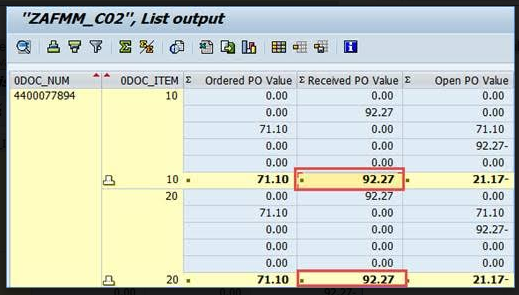 "ZAFMM_C02", List output
0DOC_NUM 0DOC_ITEM Σ Ordered PO Value Σ Received PO Value Σ Open PO Value
4400077894 10 0.00 0.00 0.00
0.00 92.27 0.00
71.10 0.00 71.10
0.00 0.00 92.27-
0.00 0.00 0.00
10 71.10 92.27 21.17-
20 0.00 92.27 0.00
71.10 0.00 71.10
0.00 0.00 92.27-
0.00 0.00 0.00
0.00 0.00 0.00
20 71.10 92.27 21.17-